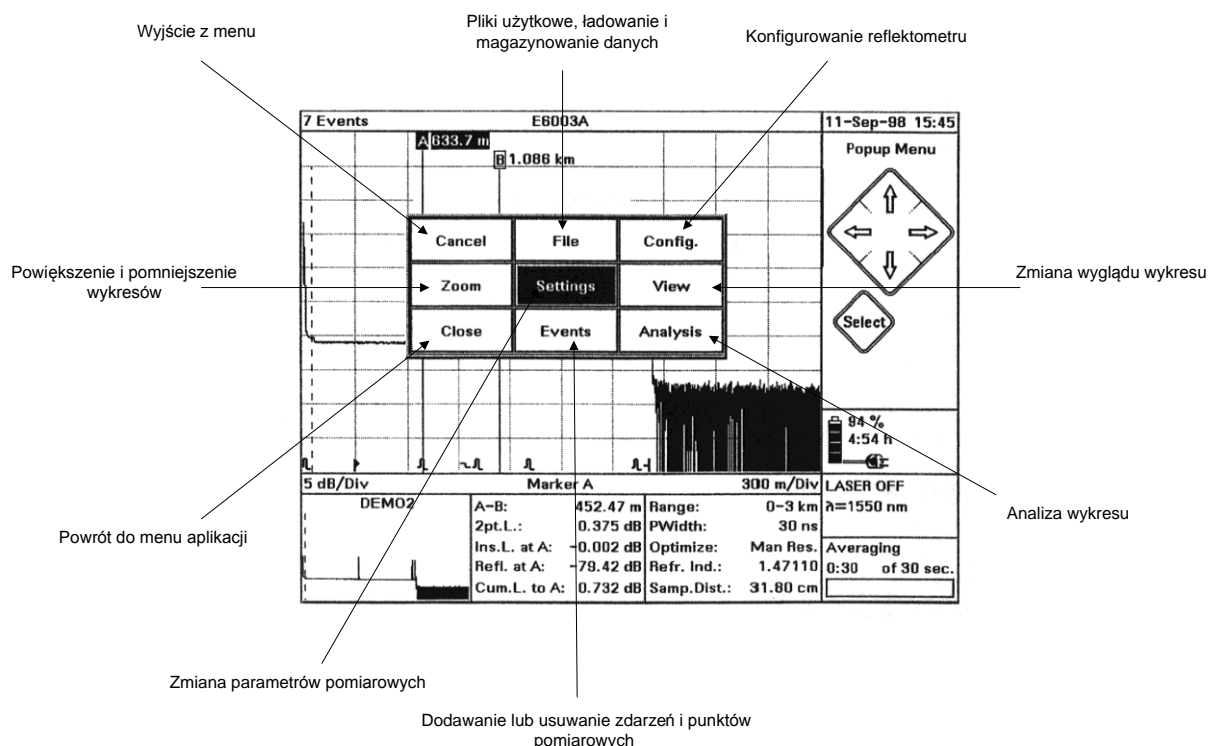 Wyjście z menu
Pliki użytkowe, ładowanie i
magazynowanie danych
Konfigurowanie reflektometru
7 Events
E6003A
11-Sep-98 15:45
A 633.7 m
B 1.086 km
Popup Menu
Cancel
File
Config.
Powiększenie i pomniejszenie
wykresów
Zoom
Settings
View
Zmiana wyglądu wykresu
Close
Events
Analysis
Select
94 %
4:54 h
5 dB/Div
Marker A
300 m/Div
LASER OFF
λ=1550 nm
DEMO2
A-B: 452.47 m
2pt.L.: 0.375 dB
Ins.L. at A: -0.002 dB
Refl. at A: -79.42 dB
Cum.L. to A: 0.732 dB
Range: 0-3 km
PWidth: 30 ns
Optimize: Man Res.
Refr. Ind.: 1.47110
Samp.Dist.: 31.80 cm
Averaging
0:30 of 30 sec.
Analiza wykresu
Powrót do menu aplikacji
Zmiana parametrów pomiarowych
Dodawanie lub usuwanie zdarzeń i punktów
pomiarowych